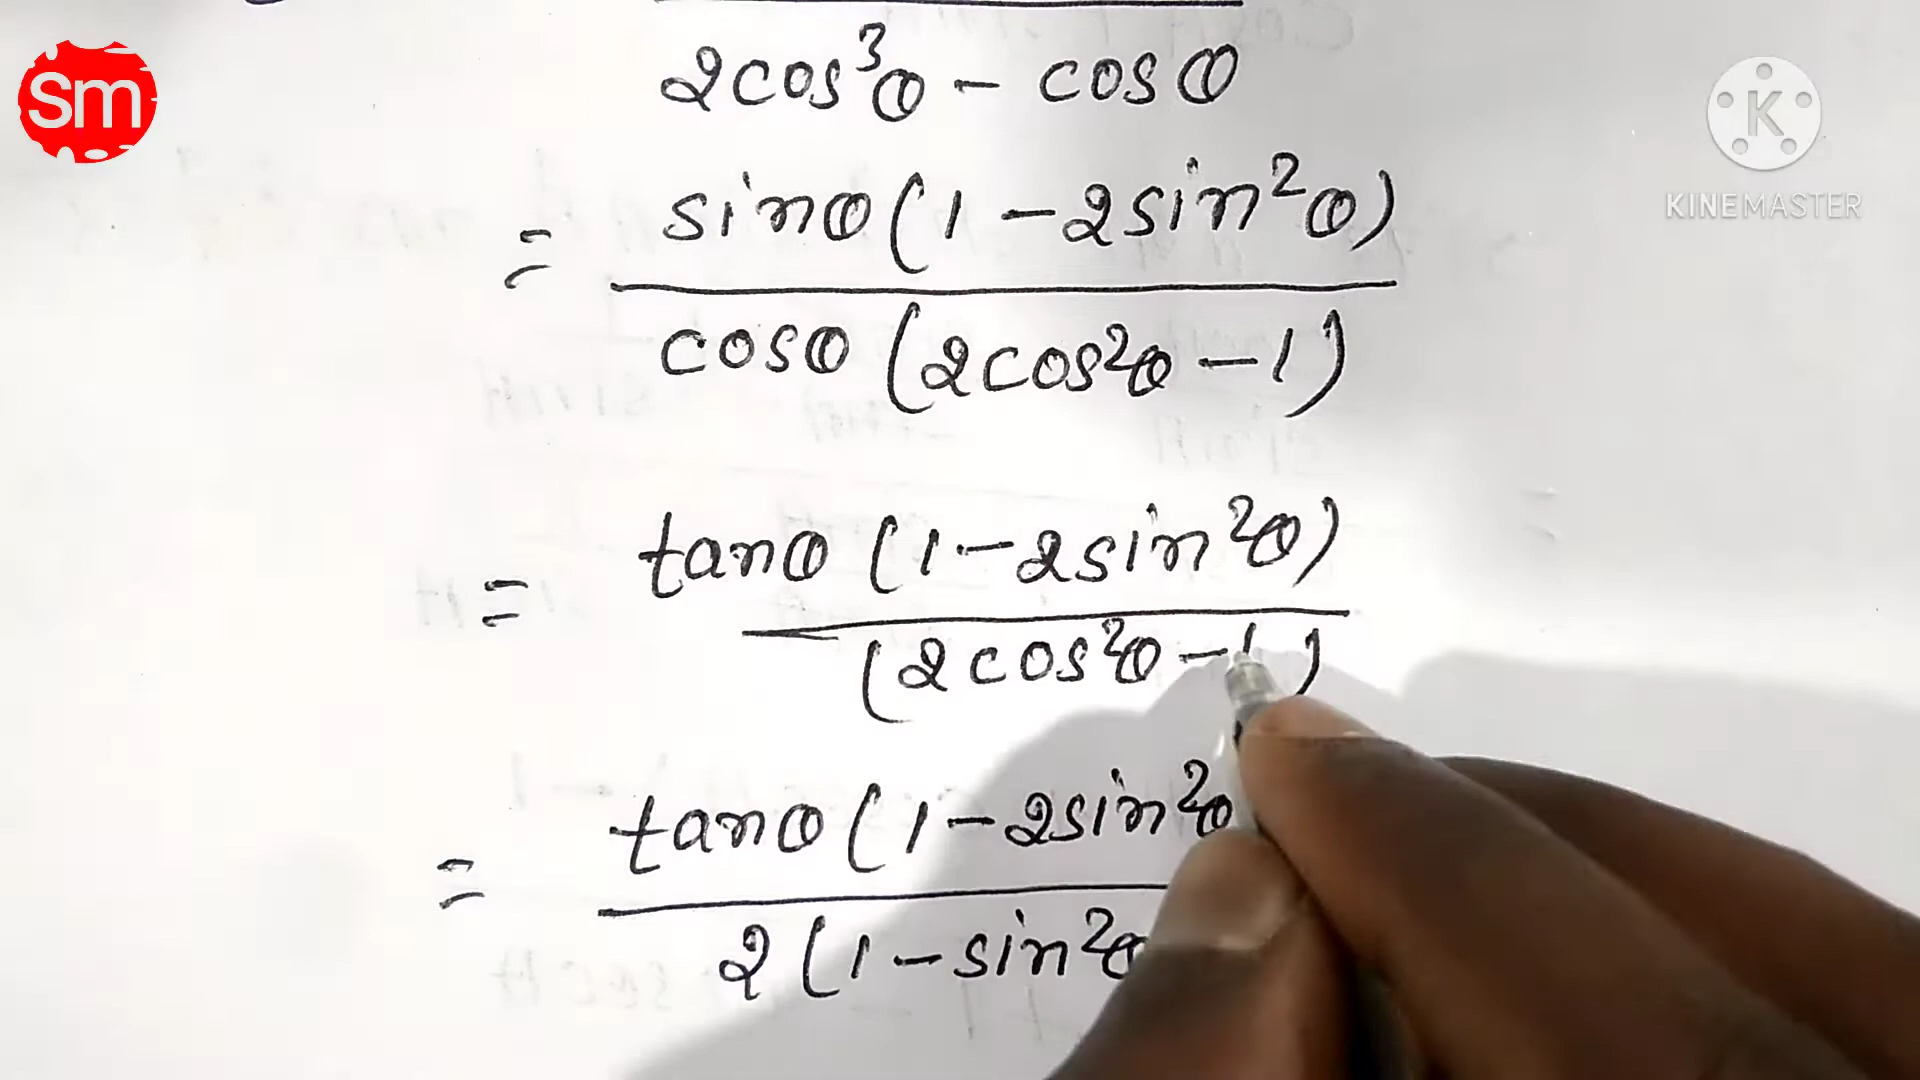 Sm
2cos³θ - cosθ
KINEMASTER
= sinθ(1 - 2sin²θ)
cosθ (2cos²θ - 1)
= tanθ (1 - 2sin²θ)
(2cos²θ - 1)
= tanθ (1 - 2sin²θ
2(1 - sin²θ